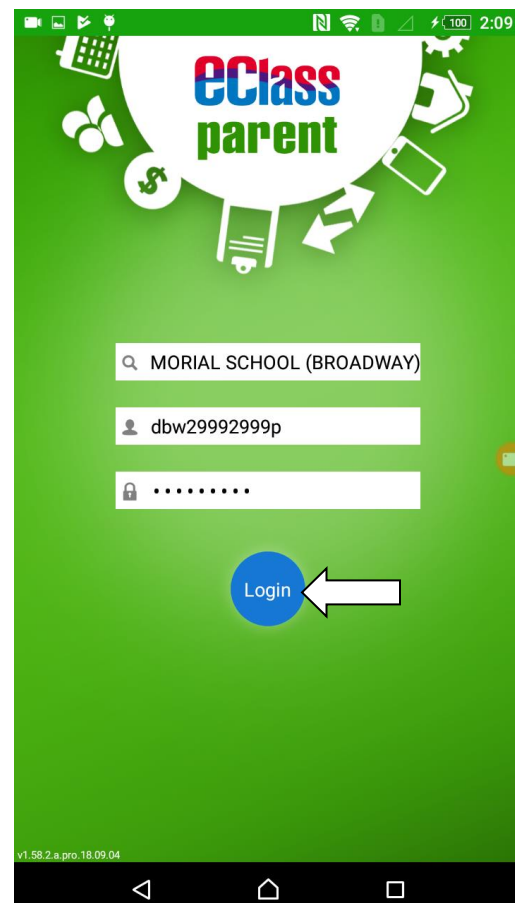 100 2:09
eClass
parent
$
MORIAL SCHOOL (BROADWAY)
dbw29992999p
•••••••••
Login
v1.58.2.a.pro.18.09.04